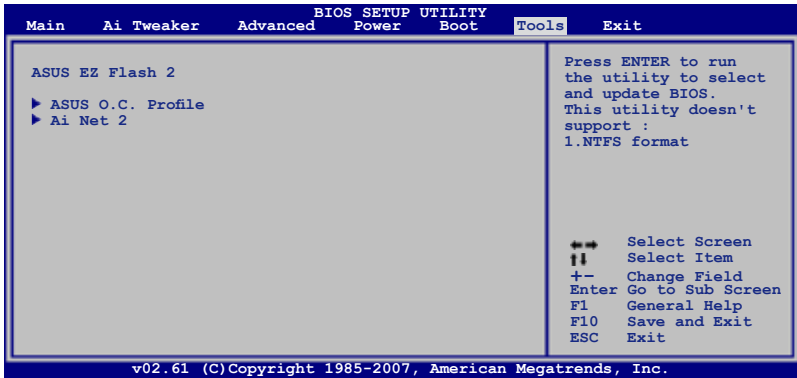 BIOS SETUP UTILITY
Main Ai Tweaker Advanced Power Boot Tools Exit
ASUS EZ Flash 2
ASUS O.C. Profile
Ai Net 2
Press ENTER to run
the utility to select
and update BIOS.
This utility doesn't
support :
1.NTFS format
Select Screen
Select Item
+- Change Field
Enter Go to Sub Screen
F1 General Help
F10 Save and Exit
ESC Exit
v02.61 (C)Copyright 1985-2007, American Megatrends, Inc.